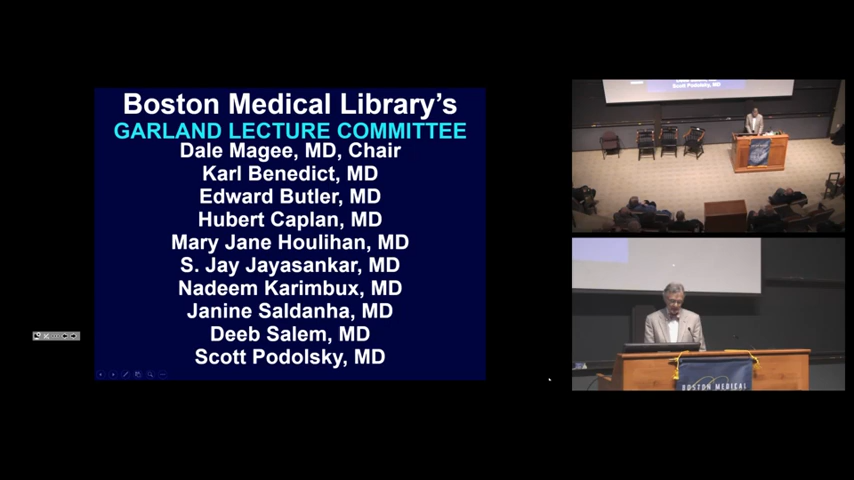 Boston Medical Library's
GARLAND LECTURE COMMITTEE
Dale Magee, MD, Chair
Karl Benedict, MD
Edward Butler, MD
Hubert Caplan, MD
Mary Jane Houlihan, MD
S. Jay Jayasankar, MD
Nadeem Karimbux, MD
Janine Saldanha, MD
Deeb Salem, MD
Scott Podolsky, MD
Scott Podolsky, MD
BOSTON MEDICAL